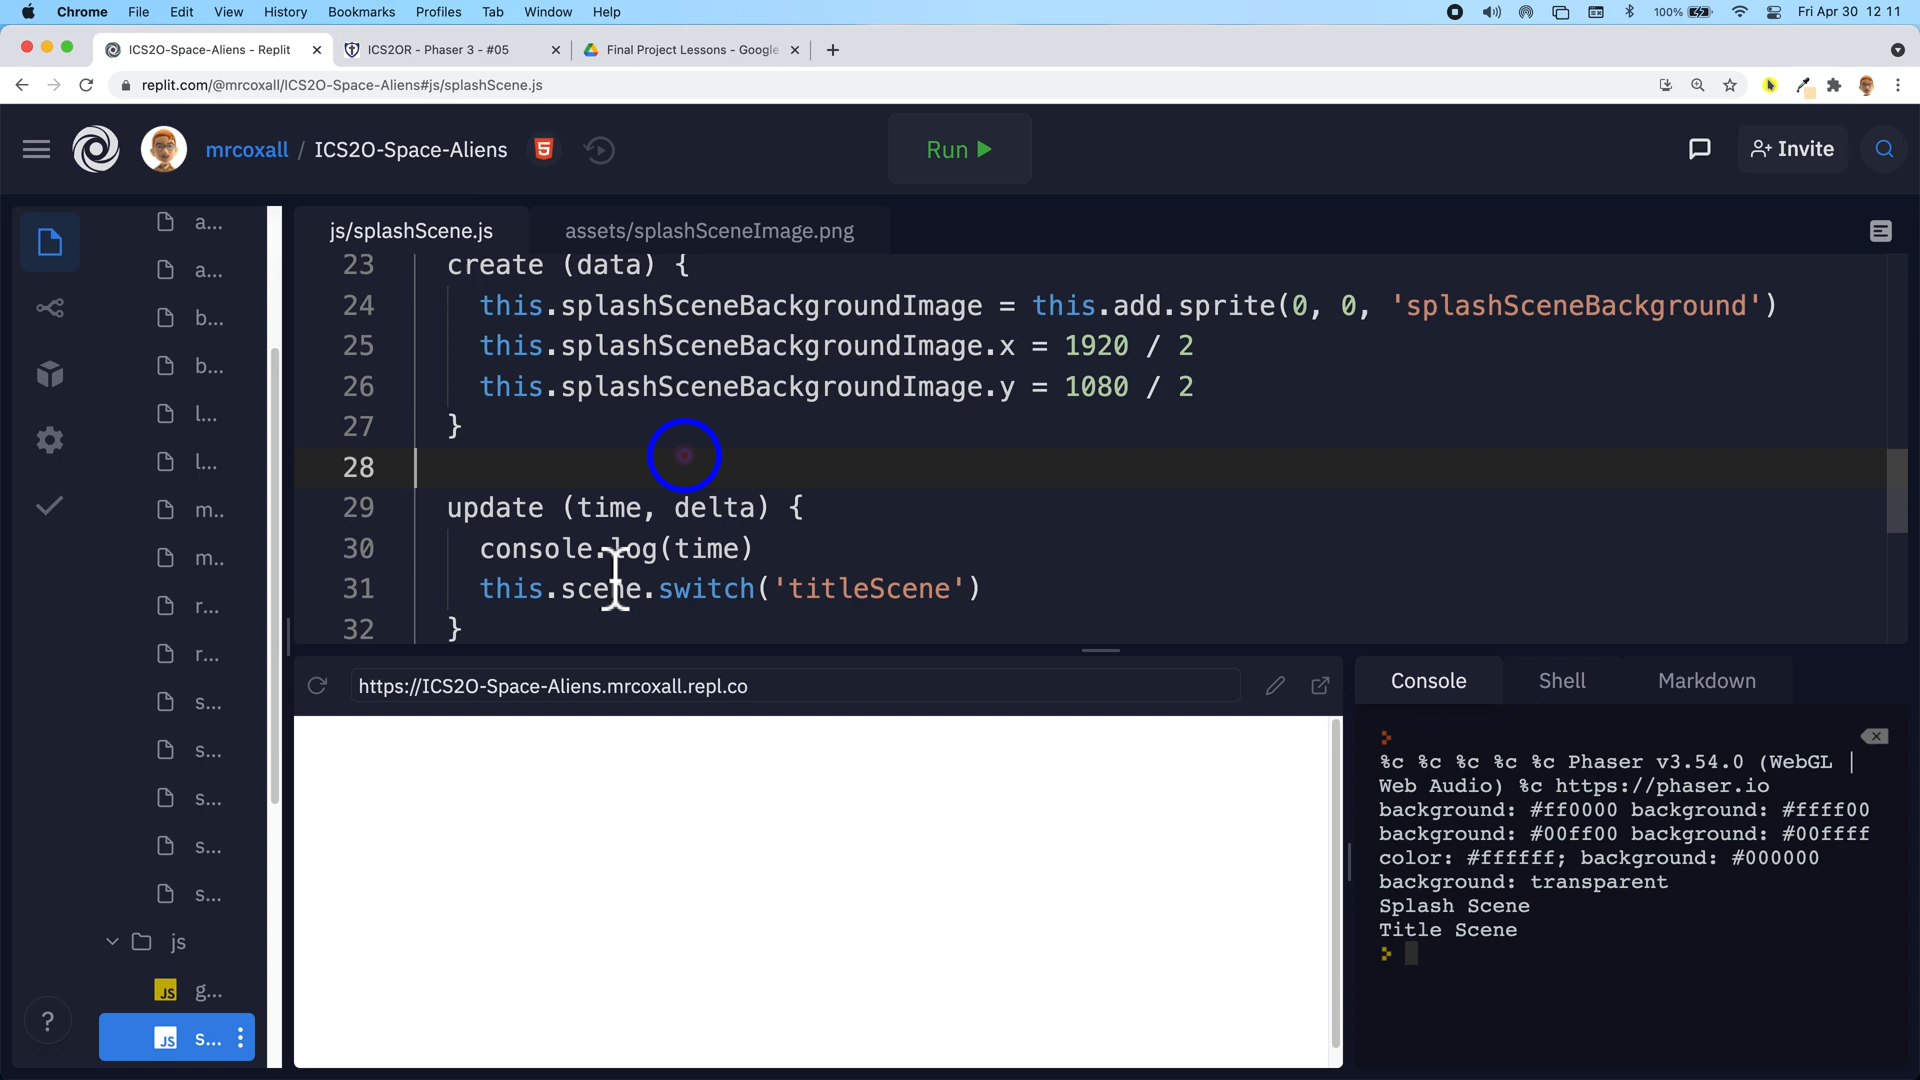 Chrome File Edit View History Bookmarks Profiles Tab Window Help 100% Fri Apr 30 12 11
ICS2O-Space-Aliens - Replit ICS2OR - Phaser 3 - #05 Final Project Lessons - Google
replit.com/@mrcoxall/ICS2O-Space-Aliens#js/splashScene.js
mrcoxall / ICS2O-Space-Aliens Run Invite
js/splashScene.js assets/splashSceneImage.png
a...
a...
b...
b...
l...
l...
m..
m..
r...
r...
s...
s...
s...
s...
s...
js
JS g...
JS s...
?
23 create (data) {
24 this.splashSceneBackgroundImage = this.add.sprite(0, 0, 'splashSceneBackground')
25 this.splashSceneBackgroundImage.x = 1920 / 2
26 this.splashSceneBackgroundImage.y = 1080 / 2
27 }
28
29 update (time, delta) {
30 console.log(time)
31 this.scene.switch('titleScene')
32 }
https://ICS2O-Space-Aliens.mrcoxall.repl.co
Console Shell Markdown
%c %c %c %c %c Phaser v3.54.0 (WebGL |
Web Audio) %c https://phaser.io
background: #ff0000 background: #ffff00
background: #00ff00 background: #00ffff
color: #ffffff; background: #000000
background: transparent
Splash Scene
Title Scene